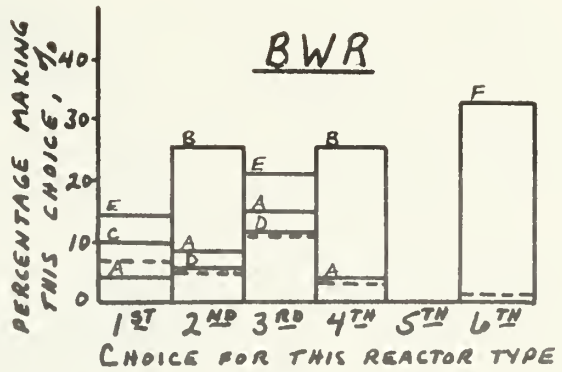 BWR
PERCENTAGE MAKING
THIS CHOICE, %
40
30
20
10
0
E
C
A
B
A
D
E
A
D
B
A
F
1ST 2ND 3RD 4TH 5TH 6TH
CHOICE FOR THIS REACTOR TYPE